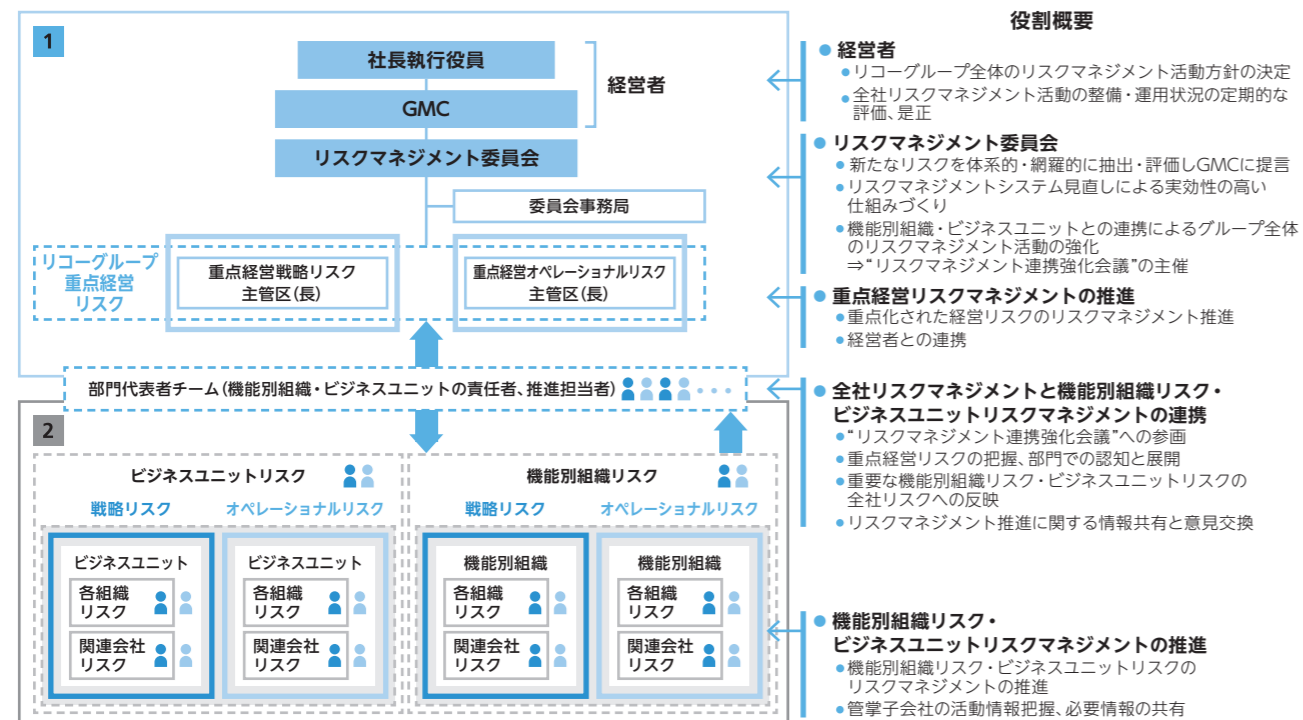 1
社長執行役員
GMC
経営者
リスクマネジメント委員会
委員会事務局
リコーグループ
重点経営
リスク
重点経営戦略リスク
主管区(長)
重点経営オペレーショナルリスク
主管区(長)
部門代表者チーム(機能別組織・ビジネスユニットの責任者、推進担当者)
2
ビジネスユニットリスク
戦略リスク
オペレーショナルリスク
ビジネスユニット
各組織
リスク
関連会社
リスク
ビジネスユニット
各組織
リスク
関連会社
リスク
機能別組織リスク
戦略リスク
オペレーショナルリスク
機能別組織
各組織
リスク
関連会社
リスク
機能別組織
各組織
リスク
関連会社
リスク
役割概要
●経営者
●リコーグループ全体のリスクマネジメント活動方針の決定
●全社リスクマネジメント活動の整備・運用状況の定期的な
評価、是正
●リスクマネジメント委員会
●新たなリスクを体系的・網羅的に抽出・評価しGMCに提言
●リスクマネジメントシステム見直しによる実効性の高い
仕組みづくり
●機能別組織・ビジネスユニットとの連携によるグループ全体
のリスクマネジメント活動の強化
⇒“リスクマネジメント連携強化会議”の主催
●重点経営リスクマネジメントの推進
●重点化された経営リスクのリスクマネジメント推進
●経営者との連携
●全社リスクマネジメントと機能別組織リスク・
ビジネスユニットリスクマネジメントの連携
●“リスクマネジメント連携強化会議”への参画
●重点経営リスクの把握、部門での認知と展開
●重要な機能別組織リスク・ビジネスユニットリスクの
全社リスクへの反映
●リスクマネジメント推進に関する情報共有と意見交換
●機能別組織リスク・
ビジネスユニットリスクマネジメントの推進
●機能別組織リスク・ビジネスユニットリスクの
リスクマネジメントの推進
●管掌子会社の活動情報把握、必要情報の共有